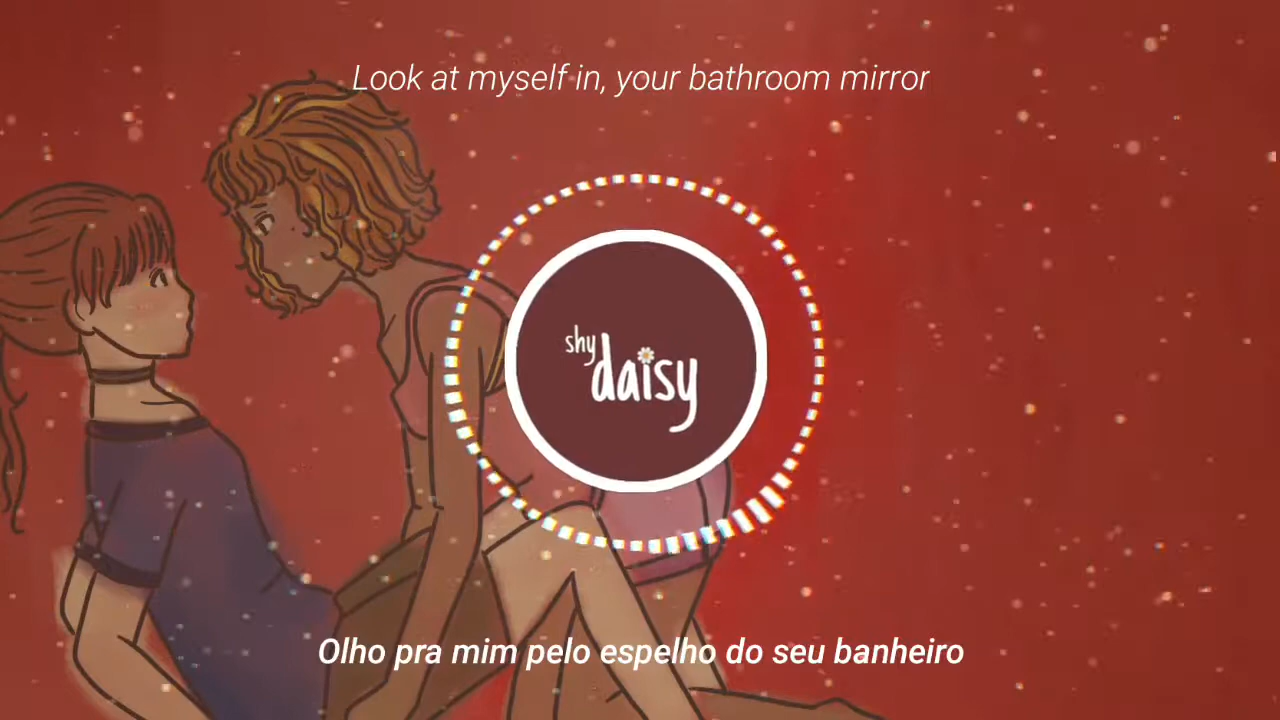 Look at myself in, your bathroom mirror
shy
daisy
Olho pra mim pelo espelho do seu banheiro